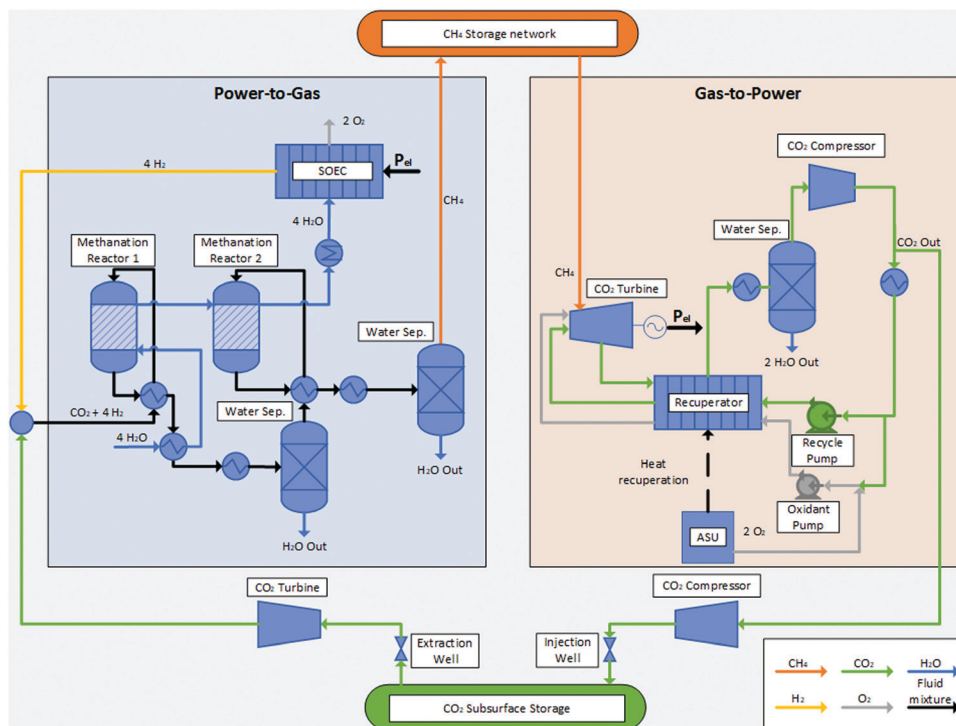 CH₄ Storage network
Power-to-Gas
Gas-to-Power
2 O₂
SOEC
Pel
4 H₂
4 H₂O
CH₄
Methanation
Reactor 1
Methanation
Reactor 2
Water Sep.
CO₂ + 4 H₂
4 H₂O
Water Sep.
H₂O Out
H₂O Out
CO₂ Compressor
Water Sep.
CO₂ Out
CH₄
CO₂ Turbine
Pel
2 H₂O Out
Recuperator
Recycle
Pump
Heat
recuperation
Oxidant
Pump
ASU
2 O₂
CO₂ Turbine
CO₂ Compressor
Extraction
Well
Injection
Well
CO₂ Subsurface Storage
CH₄
CO₂
H₂O
H₂
O₂
Fluid
mixture